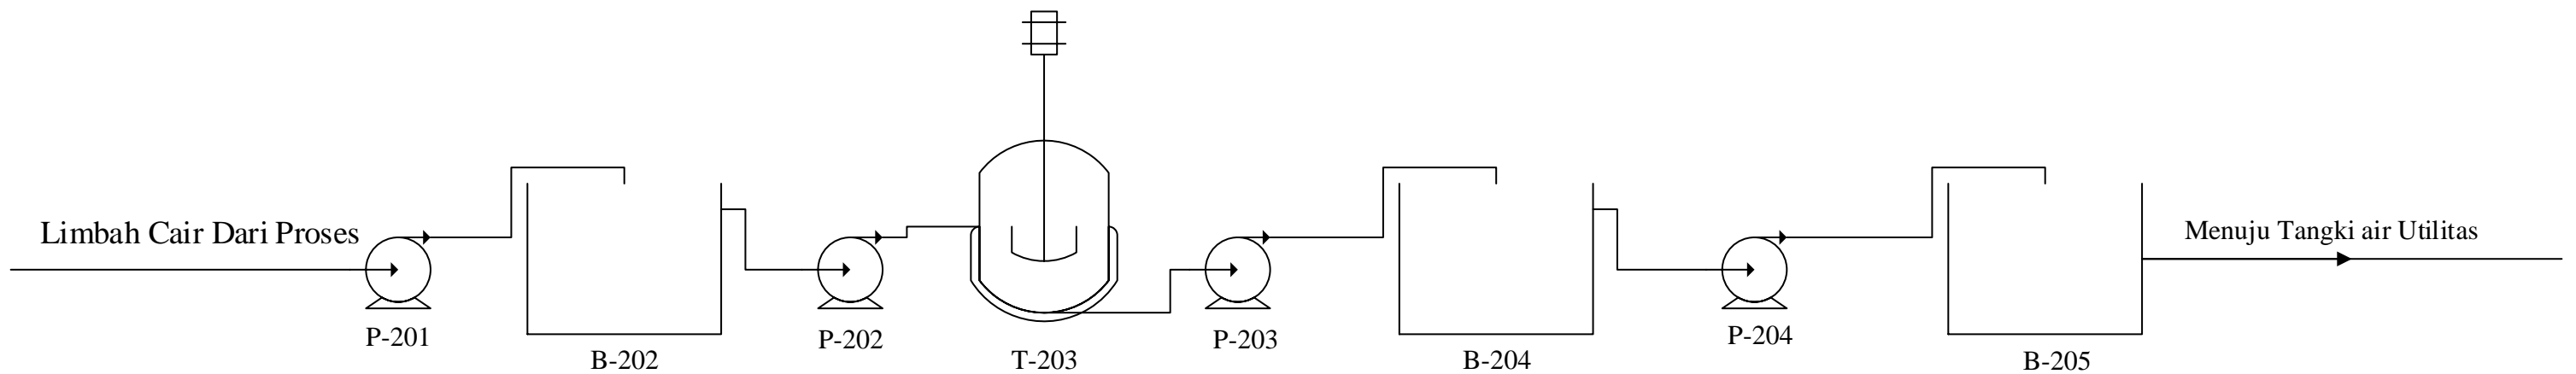 Limbah Cair Dari Proses
Menuju Tangki air Utilitas
P-201
B-202
P-202
T-203
P-203
B-204
P-204
B-205